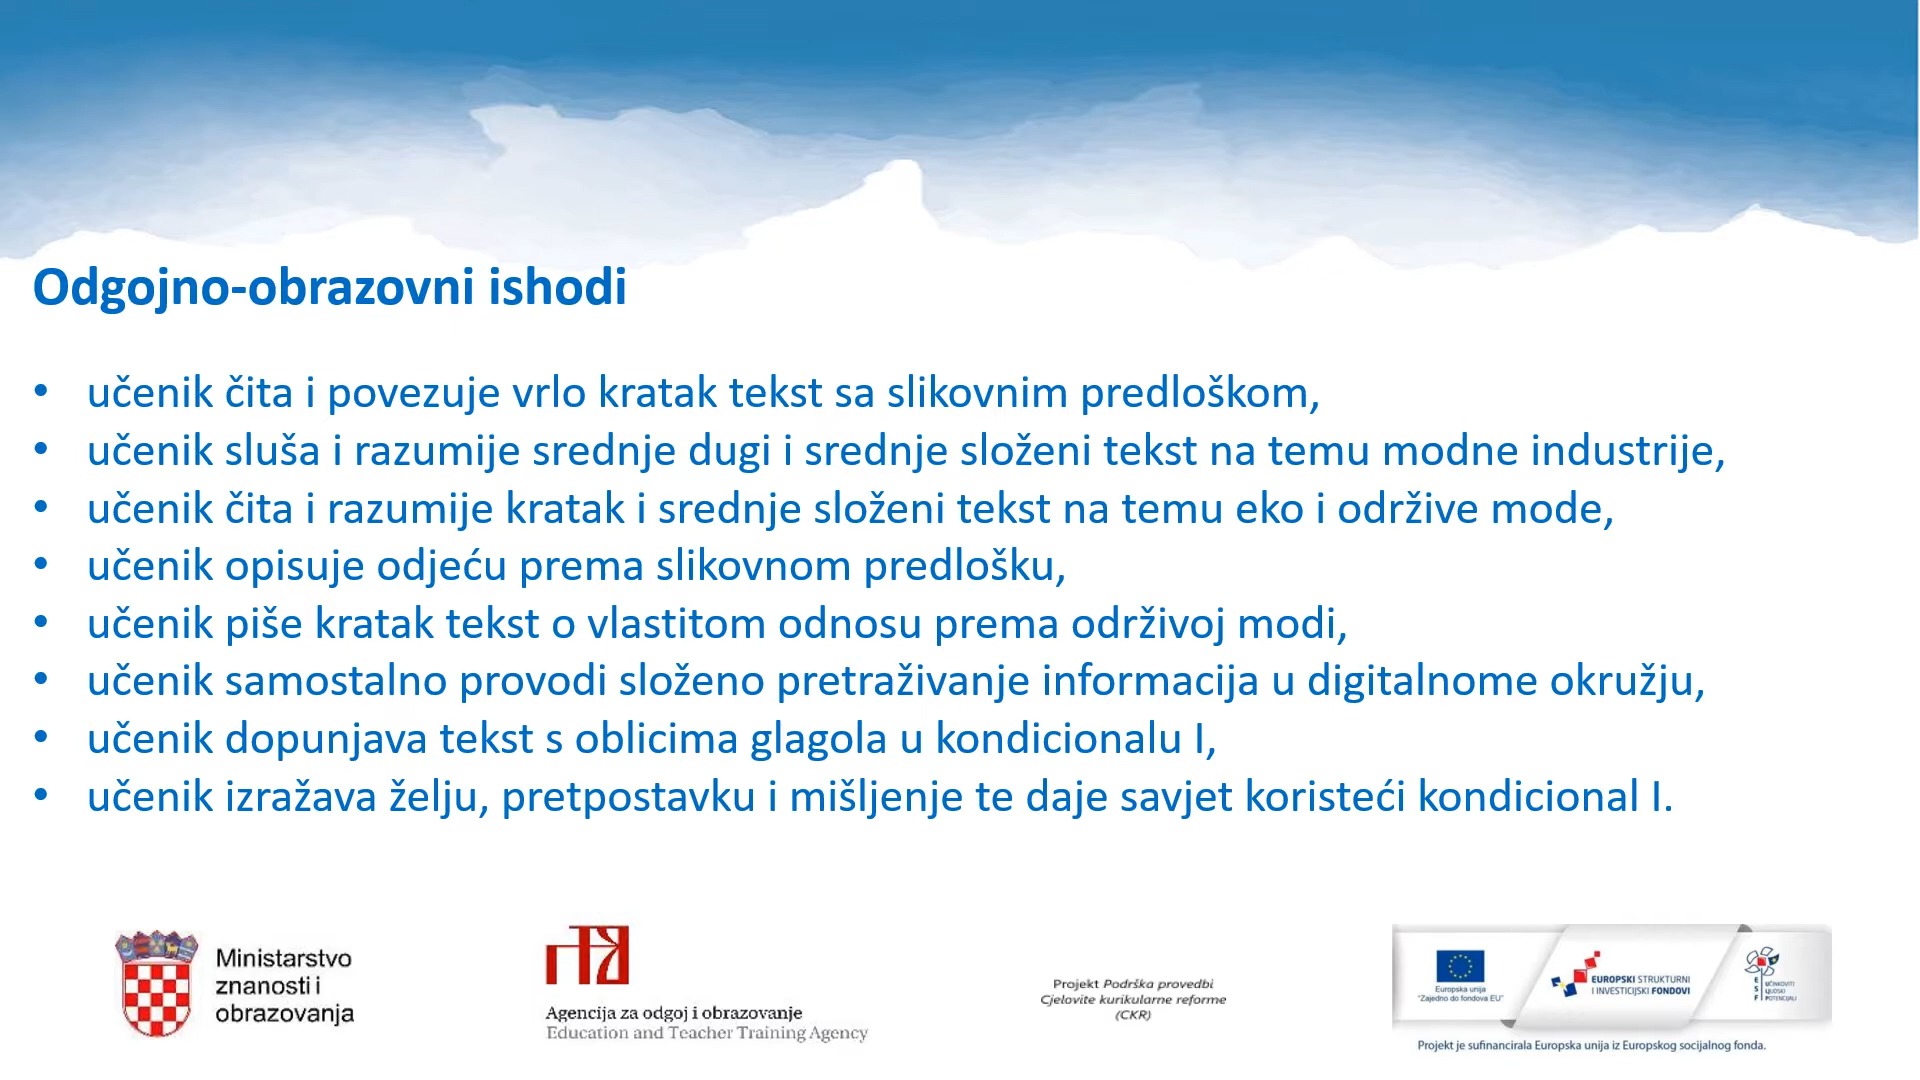 Odgojno-obrazovni ishodi
• učenik čita i povezuje vrlo kratak tekst sa slikovnim predloškom,
• učenik sluša i razumije srednje dugi i srednje složeni tekst na temu modne industrije,
• učenik čita i razumije kratak i srednje složeni tekst na temu eko i održive mode,
• učenik opisuje odjeću prema slikovnom predlošku,
• učenik piše kratak tekst o vlastitom odnosu prema održivoj modi,
• učenik samostalno provodi složeno pretraživanje informacija u digitalnome okružju,
• učenik dopunjava tekst s oblicima glagola u kondicionalu I,
• učenik izražava želju, pretpostavku i mišljenje te daje savjet koristeći kondicional I.
Ministarstvo
znanosti i
obrazovanja
Agencija za odgoj i obrazovanje
Education and Teacher Training Agency
Projekt Podrška provedbi
Cjelovite kurikularne reforme
(CKR)
Europska unija
"Zajedno do fondova EU"
EUROPSKI STRUKTURNI
I INVESTICIJSKI FONDOVI
ESF
UČINKOVITI
LJUDSKI
POTENCIJALI
Projekt je sufinancirala Europska unija iz Europskog socijalnog fonda.